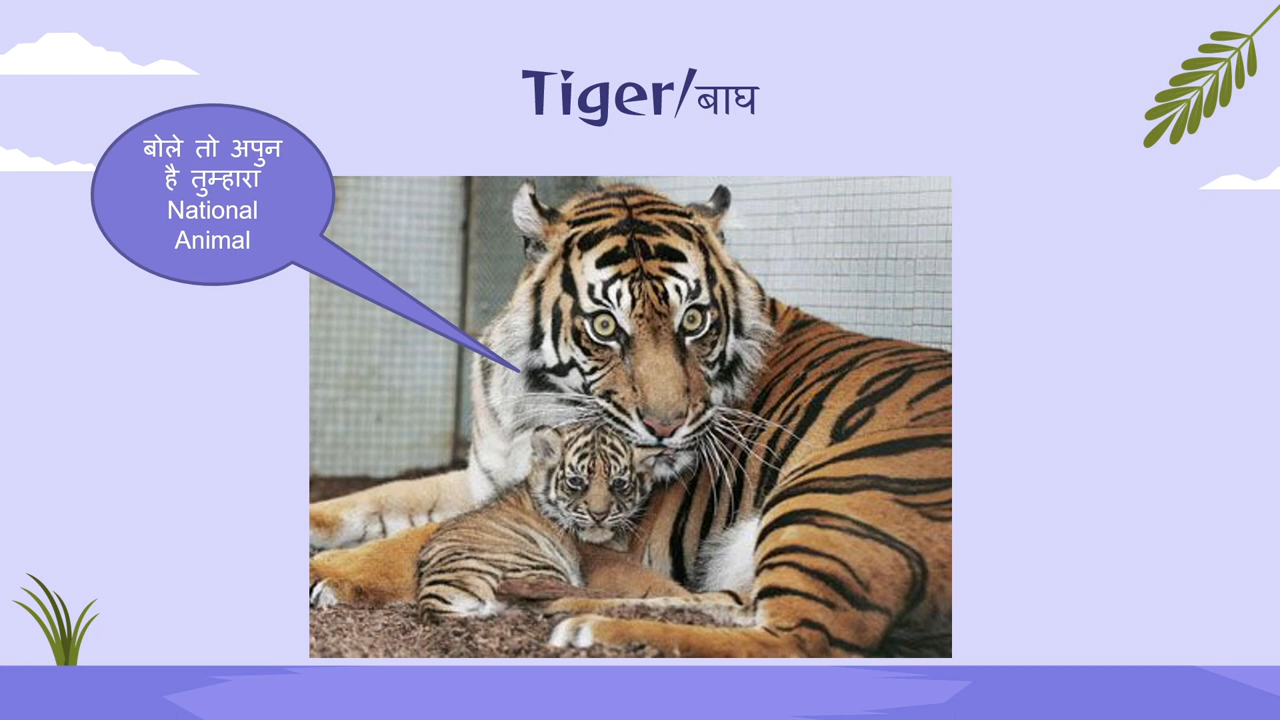 Tiger/बाघ
बोले तो अपुन
है तुम्हारा
National
Animal